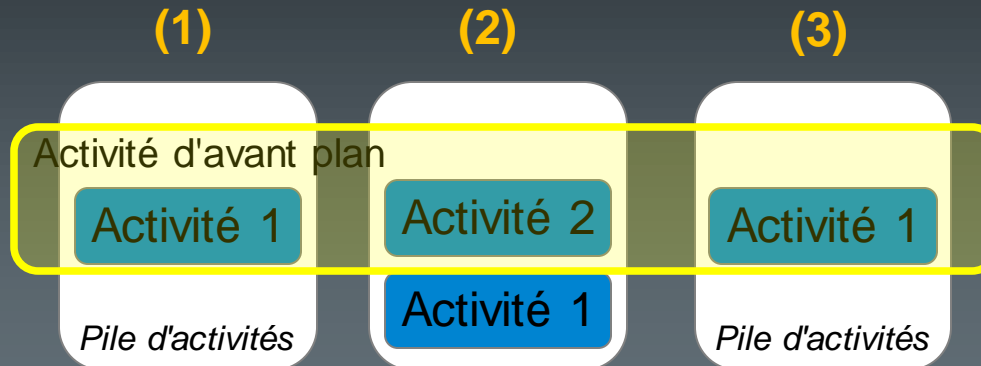 (1)
(2)
(3)
Activité d'avant plan
Activité 1
Activité 2
Activité 1
Activité 1
Pile d'activités
Pile d'activités